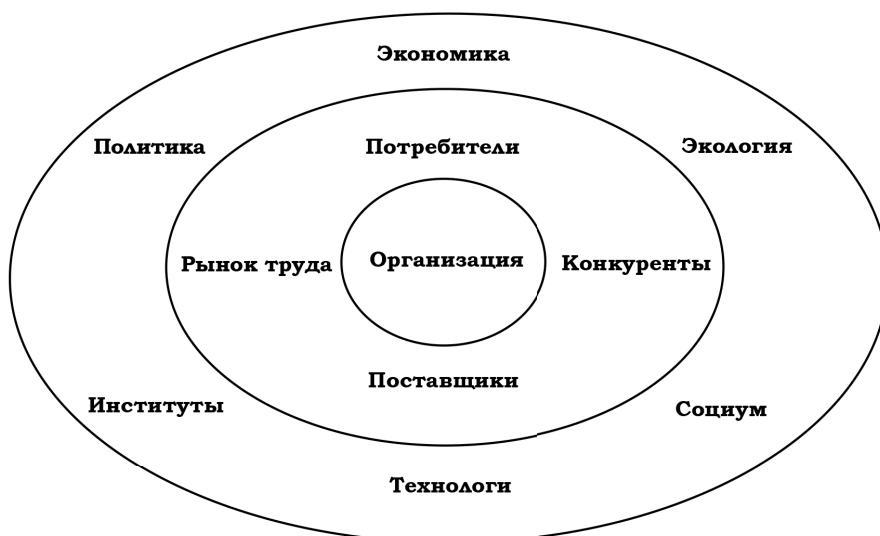 Экономика
Политика
Потребители
Экология
Рынок труда
Организация
Конкуренты
Поставщики
Институты
Социум
Технологи